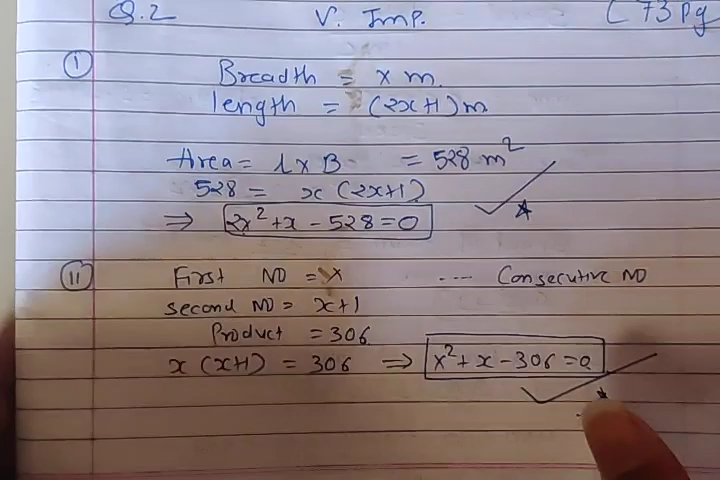 Q.2 V. Imp. (73 Pg
(i) Breadth = x m.
length = (2x+1) m
Area = l x B = 528 m²
528 = x (2x+1)
⇒ 2x² + x - 528 = 0
(ii) First NO = x ---- Consecutive NO
second NO = x+1
Product = 306
x (x+1) = 306 ⇒ x² + x - 306 = 0